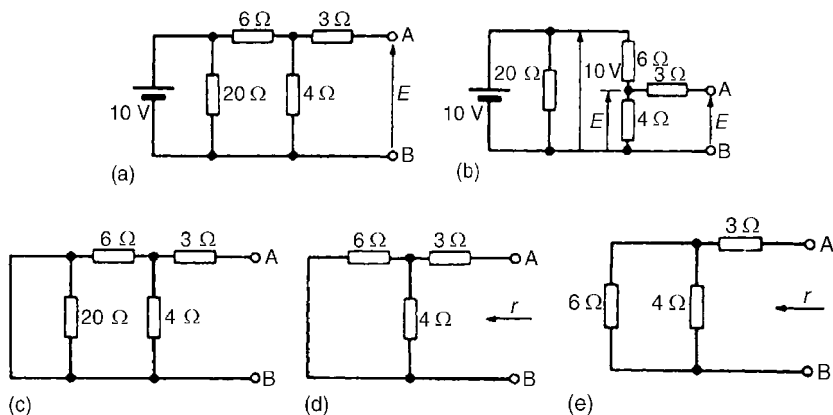 6 Ω 3 Ω
A
20 Ω 4 Ω E
10 V
B
(a)
6 Ω
20 Ω 10 V 3 Ω
A
10 V E 4 Ω E
B
(b)
6 Ω 3 Ω
A
20 Ω 4 Ω
B
(c)
6 Ω 3 Ω
A
4 Ω r
B
(d)
3 Ω
A
6 Ω 4 Ω r
B
(e)